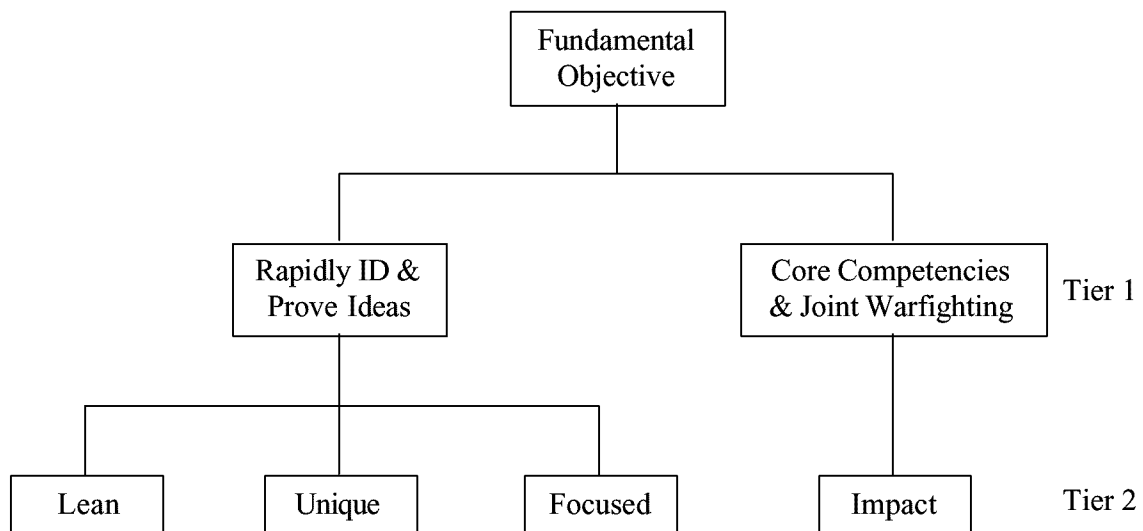 Fundamental
Objective
Rapidly ID &
Prove Ideas
Core Competencies
& Joint Warfighting
Tier 1
Lean
Unique
Focused
Impact
Tier 2